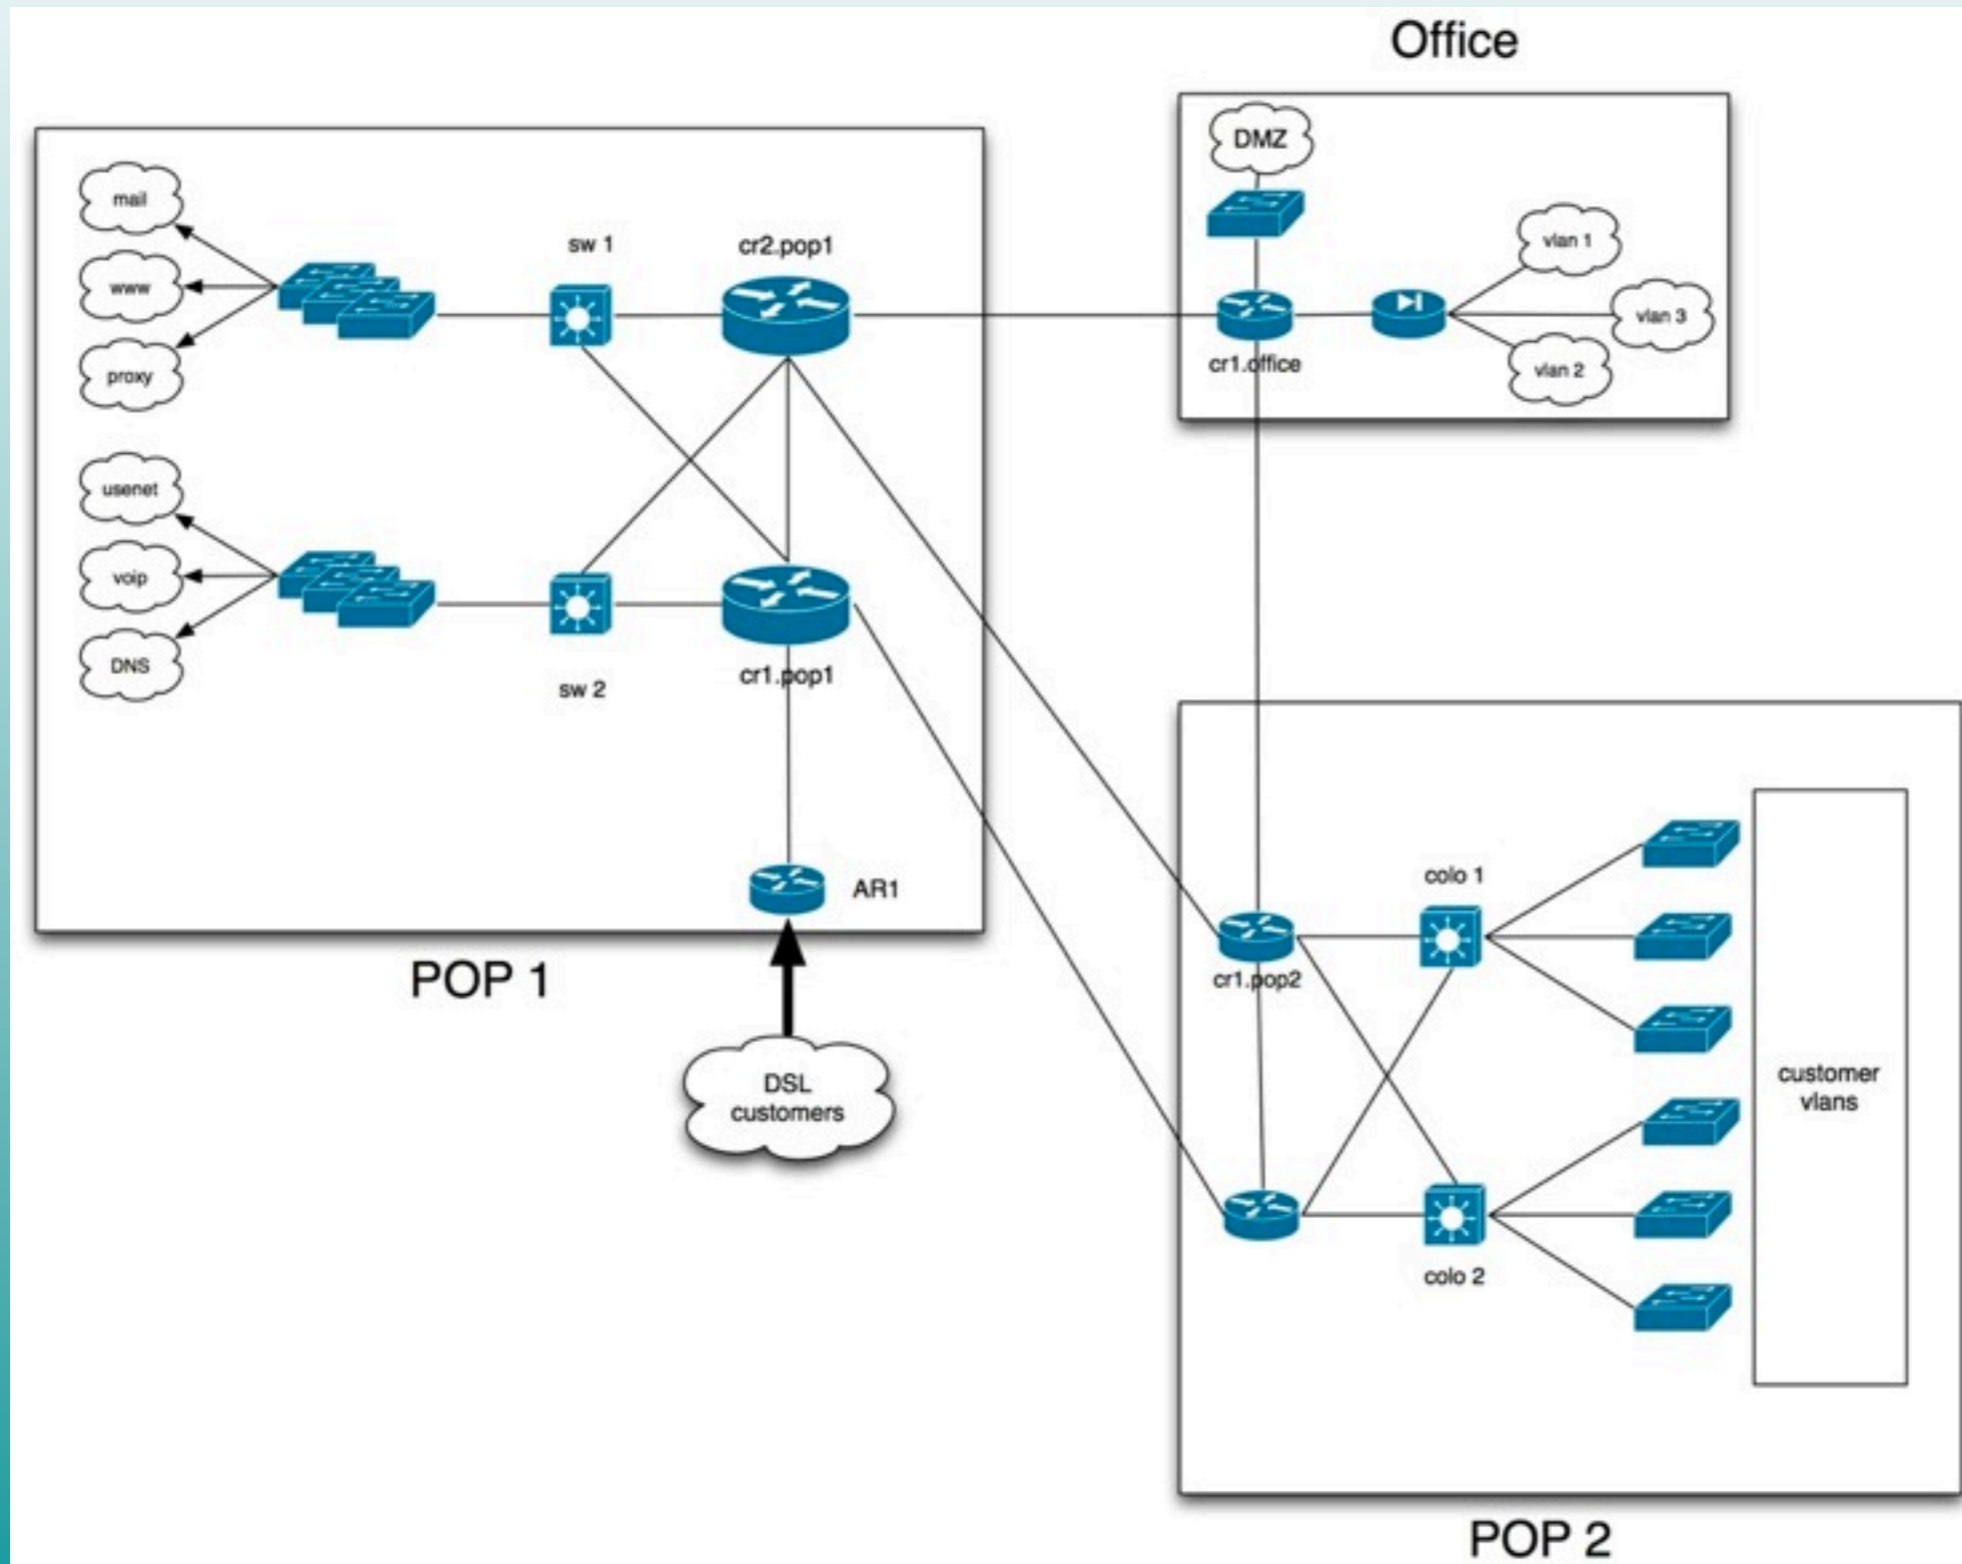 Office
DMZ
mail
sw 1
cr2.pop1
vlan 1
www
vlan 3
cr1.office
vlan 2
proxy
usenet
voip
DNS
sw 2
cr1.pop1
AR1
POP 1
colo 1
cr1.pop2
DSL
customers
customer
vlans
colo 2
POP 2